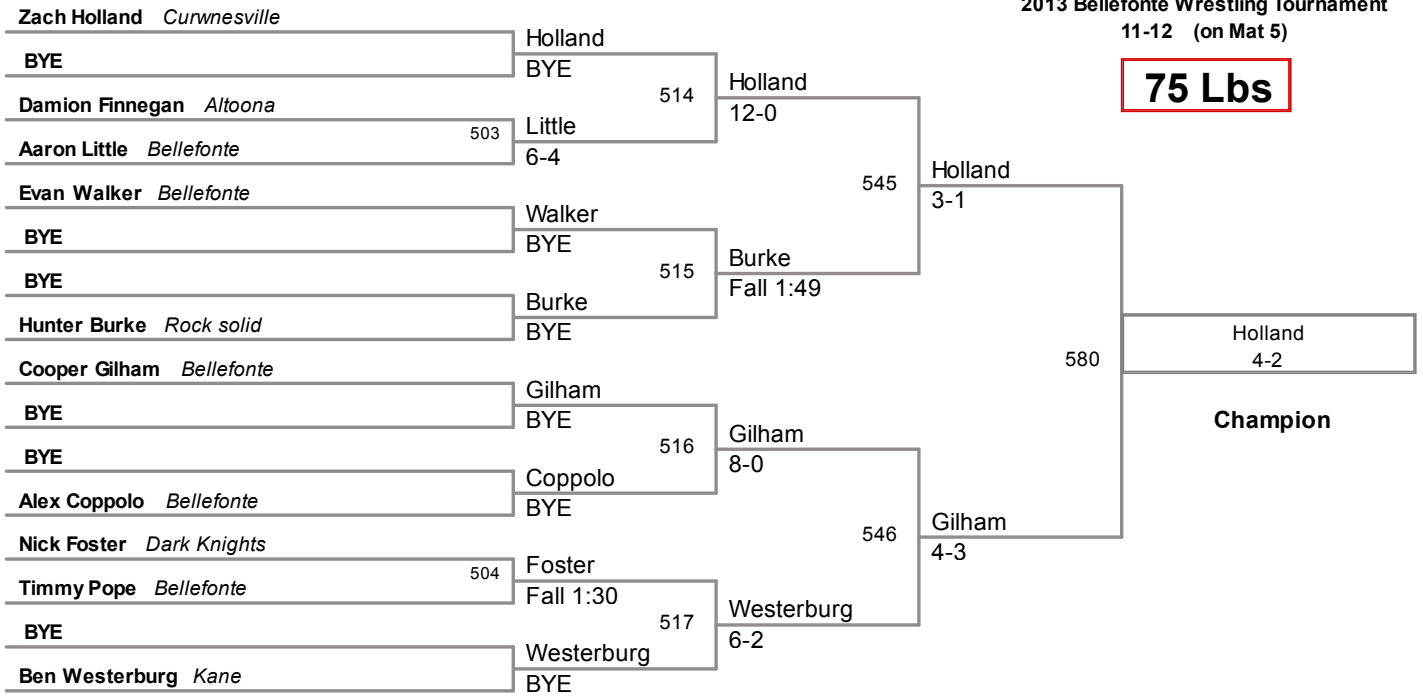 2013 Bellefonte Wrestling Tournament
11-12 (on Mat 5)
75 Lbs
Zach Holland Curwnesville
BYE
Damion Finnegan Altoona
Aaron Little Bellefonte
Evan Walker Bellefonte
BYE
BYE
Hunter Burke Rock solid
Cooper Gilham Bellefonte
BYE
BYE
Alex Coppolo Bellefonte
Nick Foster Dark Knights
Timmy Pope Bellefonte
BYE
Ben Westerburg Kane
503
504
Holland
BYE
Little
6-4
Walker
BYE
Burke
BYE
Gilham
BYE
Coppolo
BYE
Foster
Fall 1:30
Westerburg
BYE
514
515
516
517
Holland
12-0
Burke
Fall 1:49
Gilham
8-0
Westerburg
6-2
545
546
Holland
3-1
Gilham
4-3
580
Holland
4-2
Champion